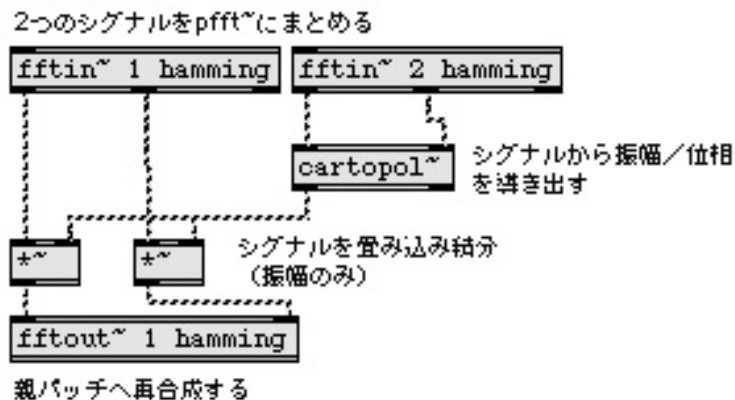 2つのシグナルをpfft~にまとめる
fftin~ 1 hamming
fftin~ 2 hamming
cartopol~
シグナルから振幅／位相
を導き出す
*~
*~
シグナルを畳み込み積分
（振幅のみ）
fftout~ 1 hamming
親パッチへ再合成する